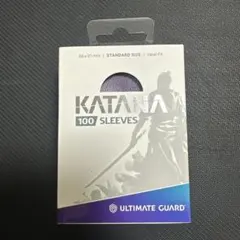 STANDARD SIZE
KATANA
100 SLEEVES
ULTIMATE GUARD